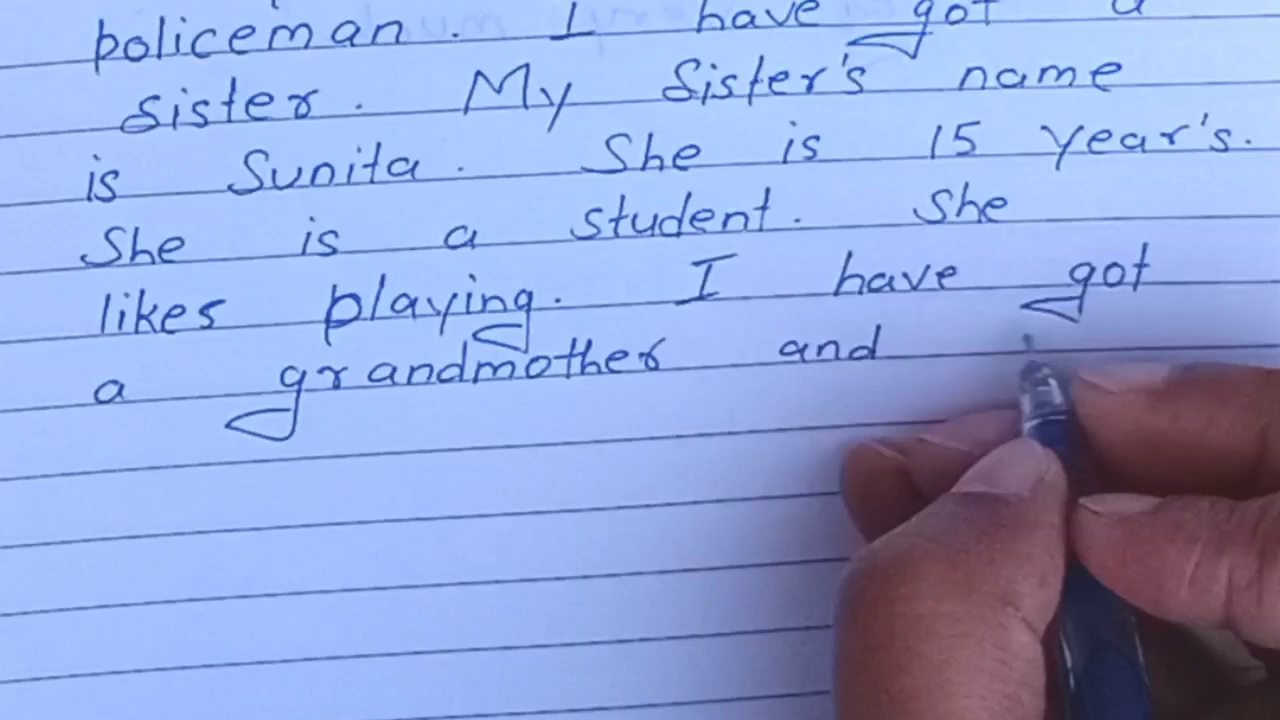 policeman. I have got a
sister. My Sister's name
is Sunita. She is 15 year's.
She is a student. She
likes playing. I have got
a grandmother and